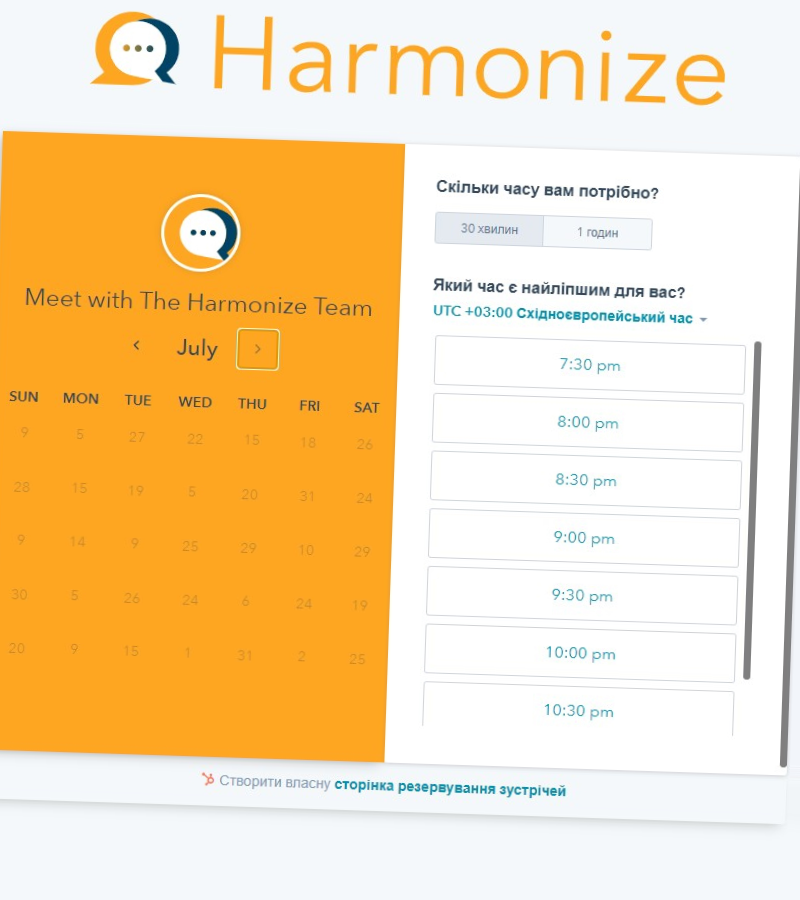 Harmonize
Meet with The Harmonize Team
July
SUN MON TUE WED THU FRI SAT
9 5 27 22 15 18 26
28 15 19 5 20 31 24
9 14 9 25 29 10 29
30 5 26 24 6 24 19
20 9 15 1 31 2 25
Скільки часу вам потрібно?
30 хвилин 1 годин
Який час є найліпшим для вас?
UTC +03:00 Східноєвропейський час
7:30 pm
8:00 pm
8:30 pm
9:00 pm
9:30 pm
10:00 pm
10:30 pm
Створити власну сторінка резервування зустрічей